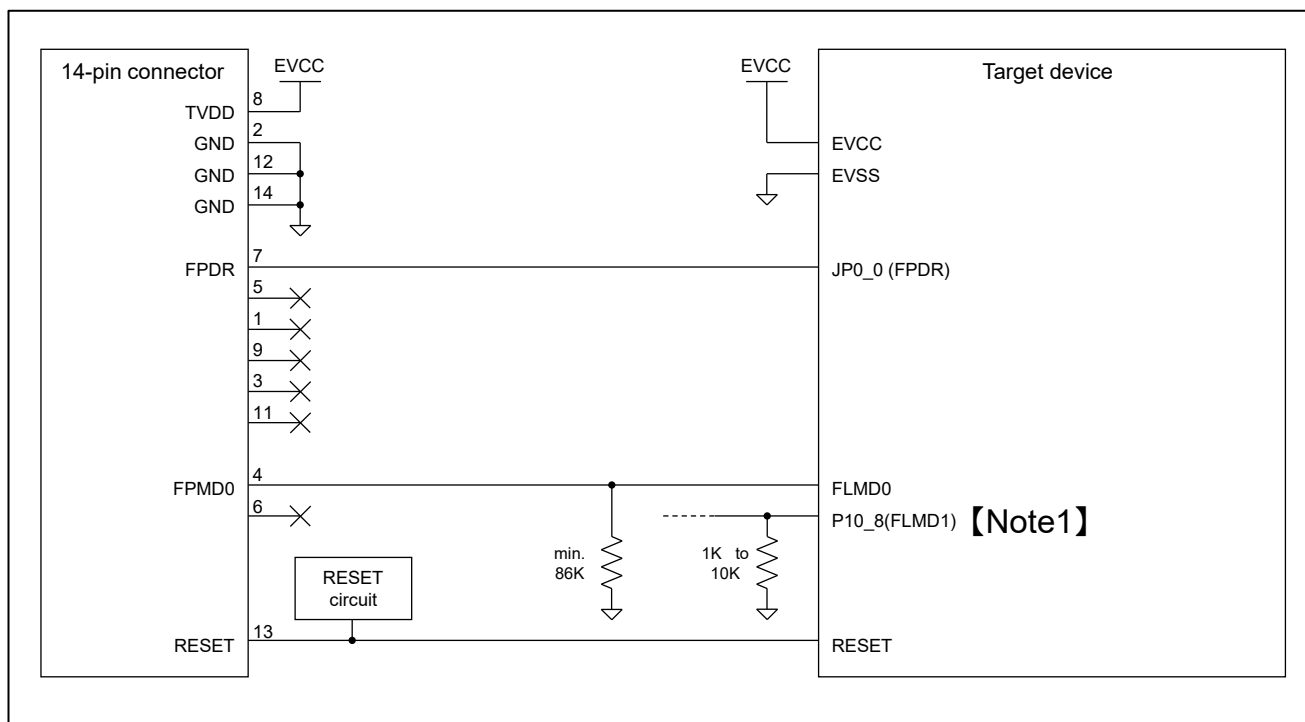 14-pin connector
EVCC
EVCC
Target device
8
TVDD
2
GND
EVCC
12
GND
EVSS
14
GND
7
FPDR
JP0_0 (FPDR)
5
1
9
3
11
4
FPMD0
FLMD0
6
P10_8(FLMD1) 【Note1】
min.
86K
1K to
10K
RESET
circuit
13
RESET
RESET